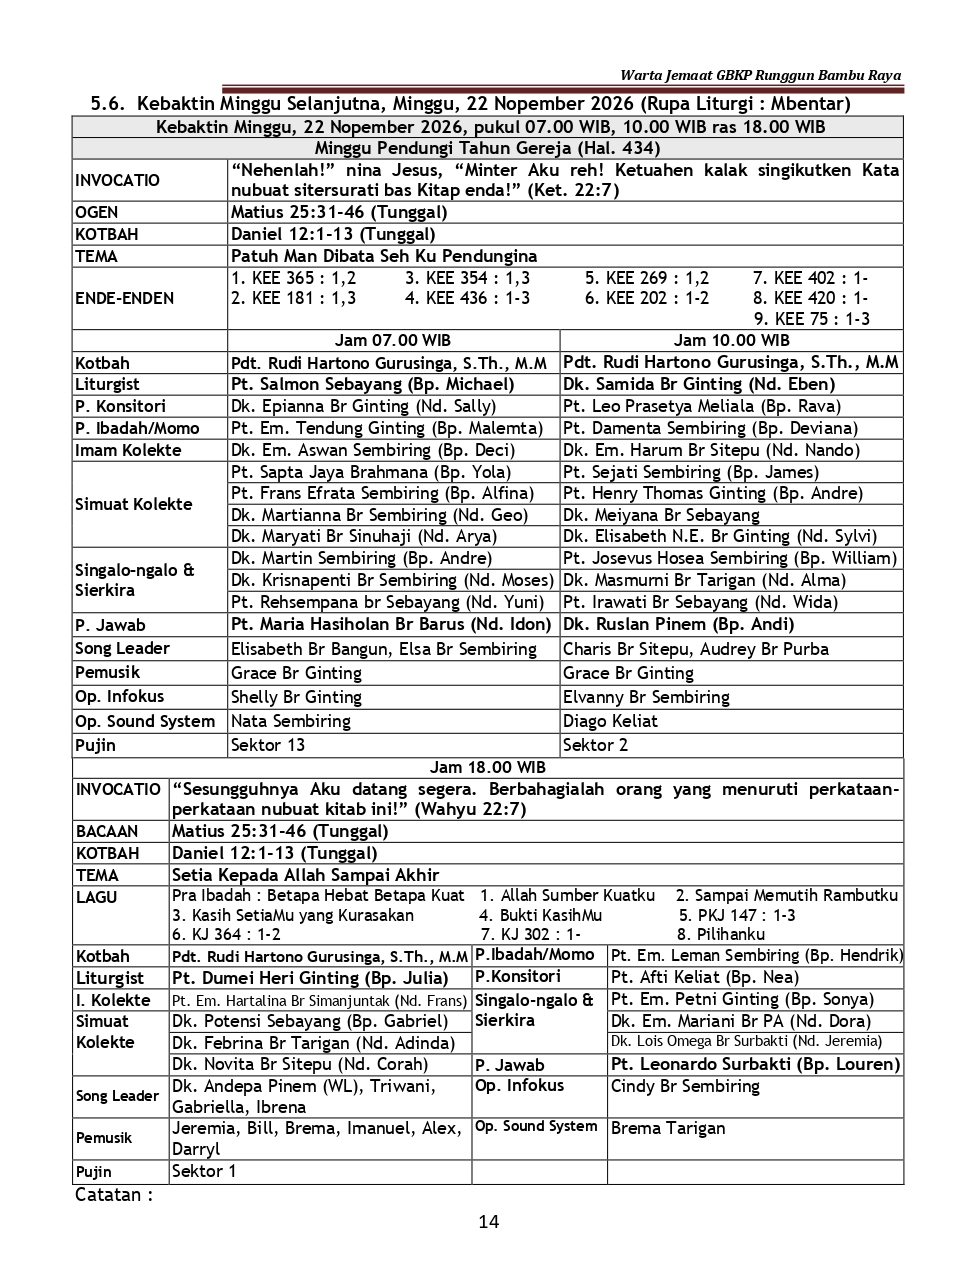 Warta Jemaat GBKP Runggun Bambu Raya
5.6. Kebaktin Minggu Selanjutna, Minggu, 22 Nopember 2026 (Rupa Liturgi : Mbentar)
Kebaktin Minggu, 22 Nopember 2026, pukul 07.00 WIB, 10.00 WIB ras 18.00 WIB
Minggu Pendungi Tahun Gereja (Hal. 434)
INVOCATIO “Nehenlah!” nina Jesus, “Minter Aku reh! Ketuahen kalak singikutken Kata
nubuat sitersurati bas Kitap enda!” (Ket. 22:7)
OGEN Matius 25:31-46 (Tunggal)
KOTBAH Daniel 12:1-13 (Tunggal)
TEMA Patuh Man Dibata Seh Ku Pendungina
ENDE-ENDEN 1. KEE 365 : 1,2 3. KEE 354 : 1,3 5. KEE 269 : 1,2 7. KEE 402 : 1-
2. KEE 181 : 1,3 4. KEE 436 : 1-3 6. KEE 202 : 1-2 8. KEE 420 : 1-
9. KEE 75 : 1-3
Jam 07.00 WIB Jam 10.00 WIB
Kotbah Pdt. Rudi Hartono Gurusinga, S.Th., M.M Pdt. Rudi Hartono Gurusinga, S.Th., M.M
Liturgist Pt. Salmon Sebayang (Bp. Michael) Dk. Samida Br Ginting (Nd. Eben)
P. Konsitori Dk. Epianna Br Ginting (Nd. Sally) Pt. Leo Prasetya Meliala (Bp. Rava)
P. Ibadah/Momo Pt. Em. Tendung Ginting (Bp. Malemta) Pt. Damenta Sembiring (Bp. Deviana)
Imam Kolekte Dk. Em. Aswan Sembiring (Bp. Deci) Dk. Em. Harum Br Sitepu (Nd. Nando)
Simuat Kolekte Pt. Sapta Jaya Brahmana (Bp. Yola) Pt. Sejati Sembiring (Bp. James)
Pt. Frans Efrata Sembiring (Bp. Alfina) Pt. Henry Thomas Ginting (Bp. Andre)
Dk. Martianna Br Sembiring (Nd. Geo) Dk. Meiyana Br Sebayang
Dk. Maryati Br Sinuhaji (Nd. Arya) Dk. Elisabeth N.E. Br Ginting (Nd. Sylvi)
Singalo-ngalo & Sierkira Dk. Martin Sembiring (Bp. Andre) Pt. Josevus Hosea Sembiring (Bp. William)
Dk. Krisnapenti Br Sembiring (Nd. Moses) Dk. Masmurni Br Tarigan (Nd. Alma)
Pt. Rehsempana br Sebayang (Nd. Yuni) Pt. Irawati Br Sebayang (Nd. Wida)
P. Jawab Pt. Maria Hasiholan Br Barus (Nd. Idon) Dk. Ruslan Pinem (Bp. Andi)
Song Leader Elisabeth Br Bangun, Elsa Br Sembiring Charis Br Sitepu, Audrey Br Purba
Pemusik Grace Br Ginting Grace Br Ginting
Op. Infokus Shelly Br Ginting Elvanny Br Sembiring
Op. Sound System Nata Sembiring Diago Keliat
Pujin Sektor 13 Sektor 2
Jam 18.00 WIB
INVOCATIO “Sesungguhnya Aku datang segera. Berbahagialah orang yang menuruti perkataan-
perkataan nubuat kitab ini!” (Wahyu 22:7)
BACAAN Matius 25:31-46 (Tunggal)
KOTBAH Daniel 12:1-13 (Tunggal)
TEMA Setia Kepada Allah Sampai Akhir
LAGU Pra Ibadah : Betapa Hebat Betapa Kuat 1. Allah Sumber Kuatku 2. Sampai Memutih Rambutku
3. Kasih SetiaMu yang Kurasakan 4. Bukti KasihMu 5. PKJ 147 : 1-3
6. KJ 364 : 1-2 7. KJ 302 : 1- 8. Pilihanku
Kotbah Pdt. Rudi Hartono Gurusinga, S.Th., M.M P.Ibadah/Momo Pt. Em. Leman Sembiring (Bp. Hendrik)
Liturgist Pt. Dumei Heri Ginting (Bp. Julia) P.Konsitori Pt. Afti Keliat (Bp. Nea)
I. Kolekte Pt. Em. Hartalina Br Simanjuntak (Nd. Frans) Singalo-ngalo & Pt. Em. Petni Ginting (Bp. Sonya)
Simuat Dk. Potensi Sebayang (Bp. Gabriel) Sierkira Dk. Em. Mariani Br PA (Nd. Dora)
Kolekte Dk. Febrina Br Tarigan (Nd. Adinda) Dk. Lois Omega Br Surbakti (Nd. Jeremia)
Dk. Novita Br Sitepu (Nd. Corah) P. Jawab Pt. Leonardo Surbakti (Bp. Louren)
Song Leader Dk. Andepa Pinem (WL), Triwani, Op. Infokus Cindy Br Sembiring
Gabriella, Ibrena
Pemusik Jeremia, Bill, Brema, Imanuel, Alex, Op. Sound System Brema Tarigan
Darryl
Pujin Sektor 1
Catatan :
14